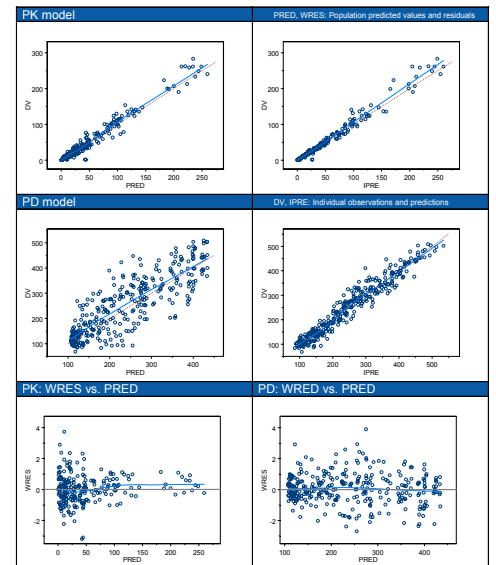 PK model
PRED, WRES: Population predicted values and residuals
300
200
100
0
DV
0 50 100 150 200 250
PRED
300
200
100
0
DV
0 50 100 150 200 250
IPRE
PD model
DV, IPRE: Individual observations and predictions
500
400
300
200
100
DV
100 200 300 400
PRED
500
400
300
200
100
DV
100 200 300 400 500
IPRE
PK: WRES vs. PRED
PD: WRED vs. PRED
4
2
0
-2
WRES
0 50 100 150 200 250
PRED
4
2
0
-2
WRES
100 200 300 400
PRED